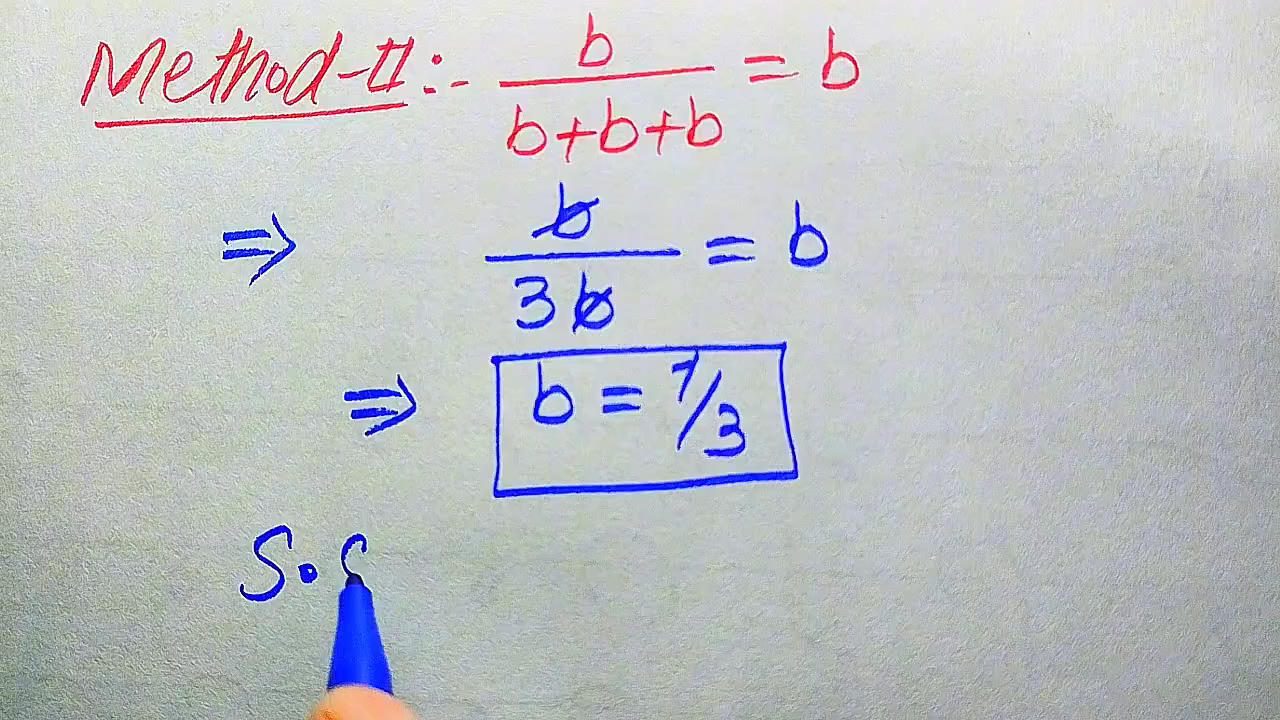 Method-II:- b/(b+b+b) = b
⇒ b/3b = b
⇒ b = 1/3
S.S